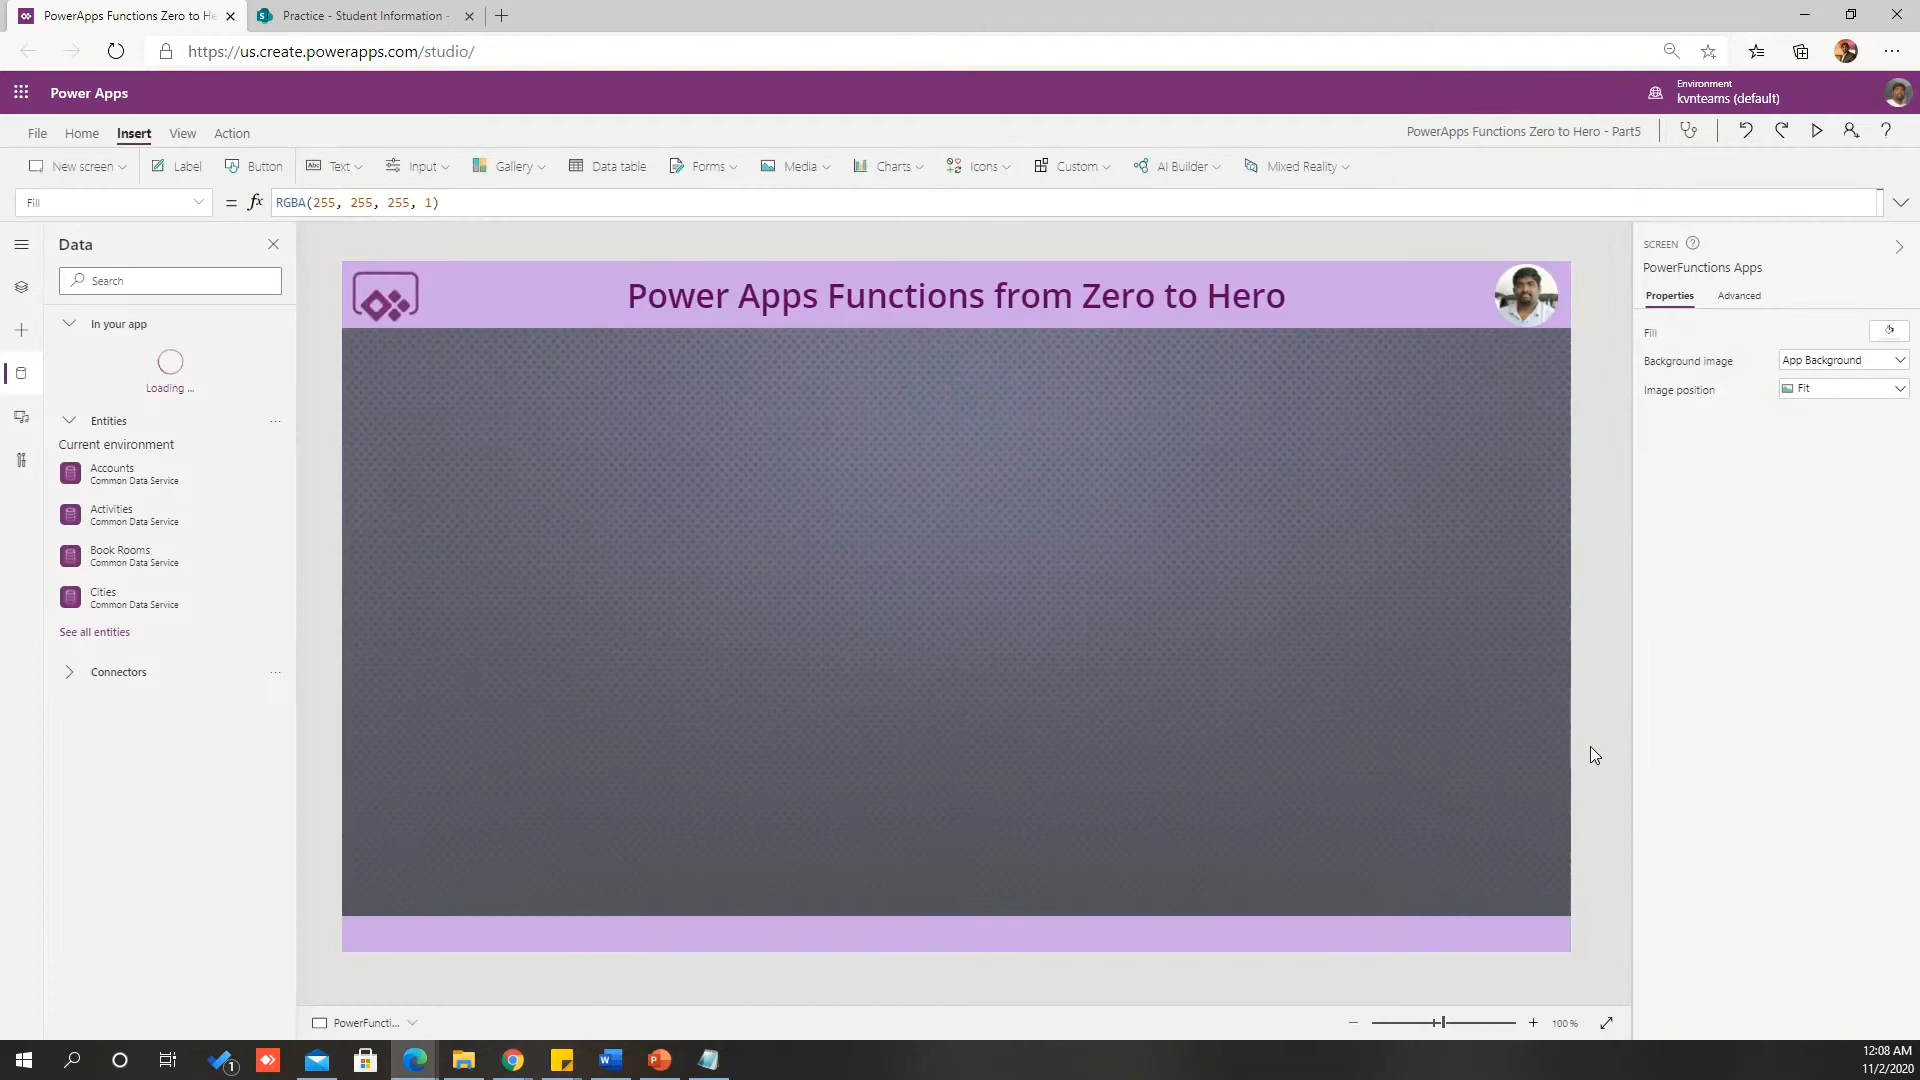 PowerApps Functions Zero to He
Practice - Student Information -
https://us.create.powerapps.com/studio/
Power Apps
Environment
kvnteams (default)
File Home Insert View Action
PowerApps Functions Zero to Hero - Part5
New screen Label Button Text Input Gallery Data table Forms Media Charts Icons Custom AI Builder Mixed Reality
Fill = fx RGBA(255, 255, 255, 1)
Data
Search
In your app
Loading ...
Entities
Current environment
Accounts
Common Data Service
Activities
Common Data Service
Book Rooms
Common Data Service
Cities
Common Data Service
See all entities
Connectors
Power Apps Functions from Zero to Hero
SCREEN
PowerFunctions Apps
Properties Advanced
Fill
Background image App Background
Image position Fit
PowerFuncti...
100 %
12:08 AM
11/2/2020